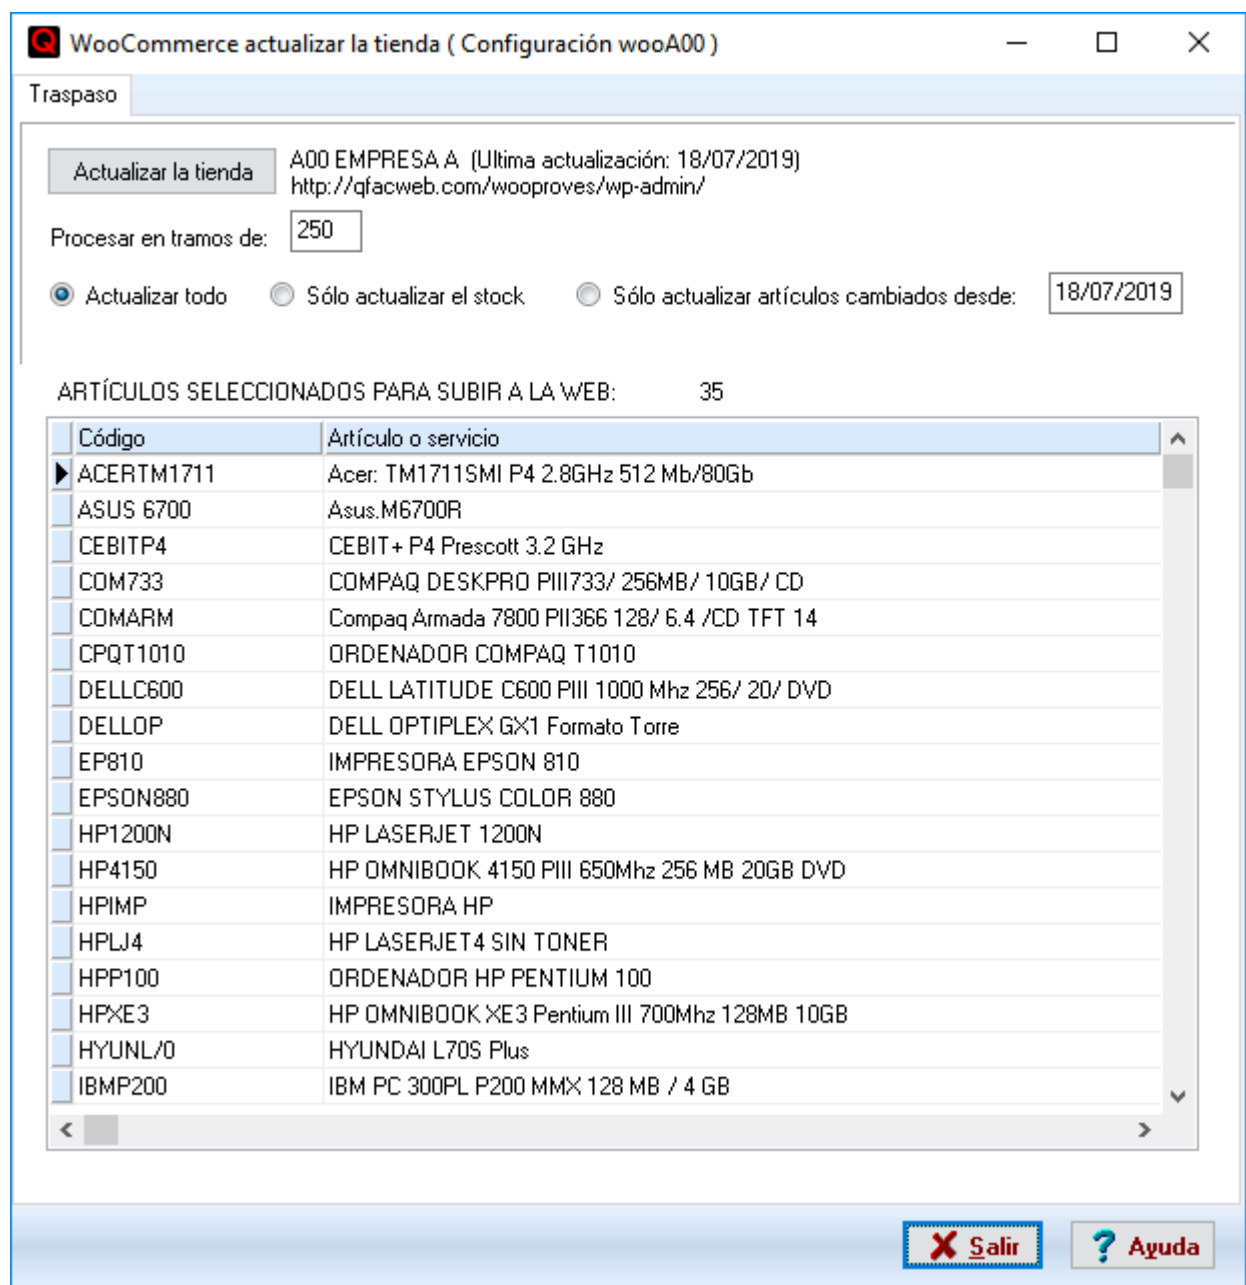 WooCommerce actualizar la tienda ( Configuración wooA00 )
Traspaso
Actualizar la tienda
A00 EMPRESA A (Ultima actualización: 18/07/2019)
http://qfacweb.com/wooproves/wp-admin/
Procesar en tramos de: 250
Actualizar todo Sólo actualizar el stock Sólo actualizar artículos cambiados desde: 18/07/2019
ARTÍCULOS SELECCIONADOS PARA SUBIR A LA WEB: 35
Código Artículo o servicio
ACERTM1711 Acer: TM1711SMI P4 2.8GHz 512 Mb/80Gb
ASUS 6700 Asus.M6700R
CEBITP4 CEBIT+ P4 Prescott 3.2 GHz
COM733 COMPAQ DESKPRO PIII733/ 256MB/ 10GB/ CD
COMARM Compaq Armada 7800 PII366 128/ 6.4 /CD TFT 14
CPQT1010 ORDENADOR COMPAQ T1010
DELLC600 DELL LATITUDE C600 PIII 1000 Mhz 256/ 20/ DVD
DELLOP DELL OPTIPLEX GX1 Formato Torre
EP810 IMPRESORA EPSON 810
EPSON880 EPSON STYLUS COLOR 880
HP1200N HP LASERJET 1200N
HP4150 HP OMNIBOOK 4150 PIII 650Mhz 256 MB 20GB DVD
HPIMP IMPRESORA HP
HPLJ4 HP LASERJET4 SIN TONER
HPP100 ORDENADOR HP PENTIUM 100
HPXE3 HP OMNIBOOK XE3 Pentium III 700Mhz 128MB 10GB
HYUNL/0 HYUNDAI L70S Plus
IBMP200 IBM PC 300PL P200 MMX 128 MB / 4 GB
Salir ? Ayuda